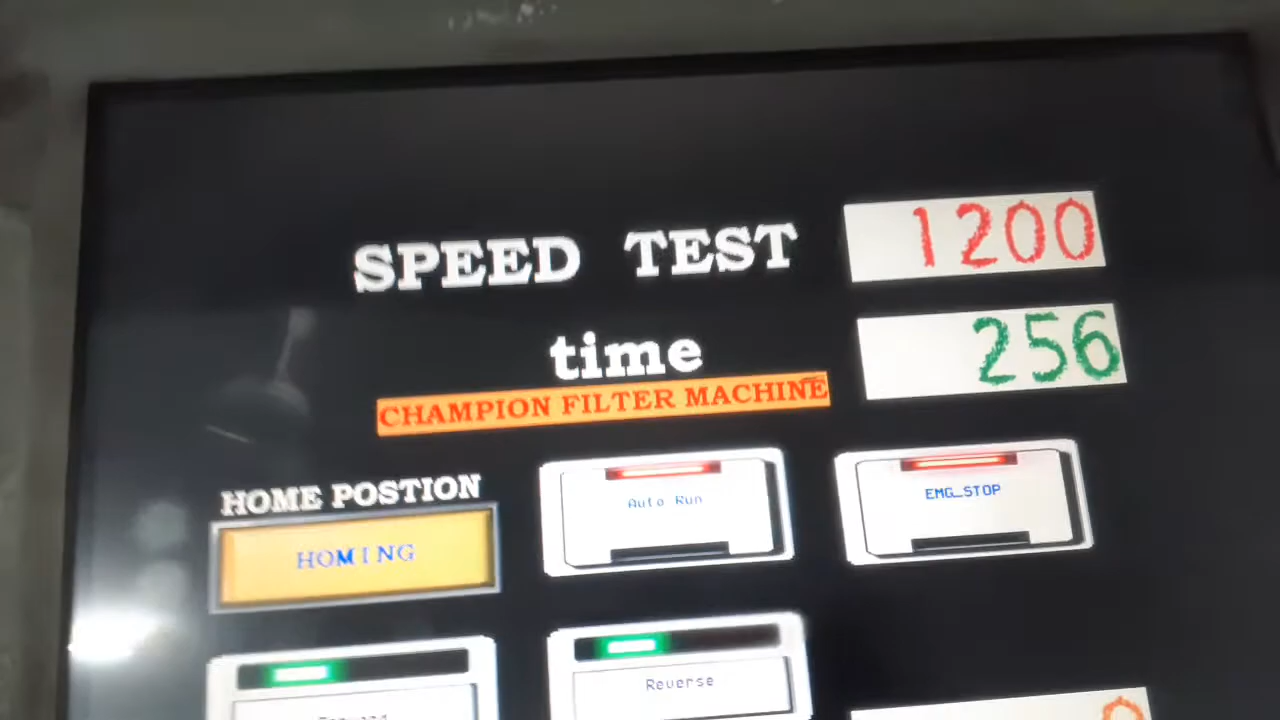 SPEED TEST 1200
time 256
CHAMPION FILTER MACHINE
HOME POSTION
HOMING
Auto Run
EMG_STOP
Reverse